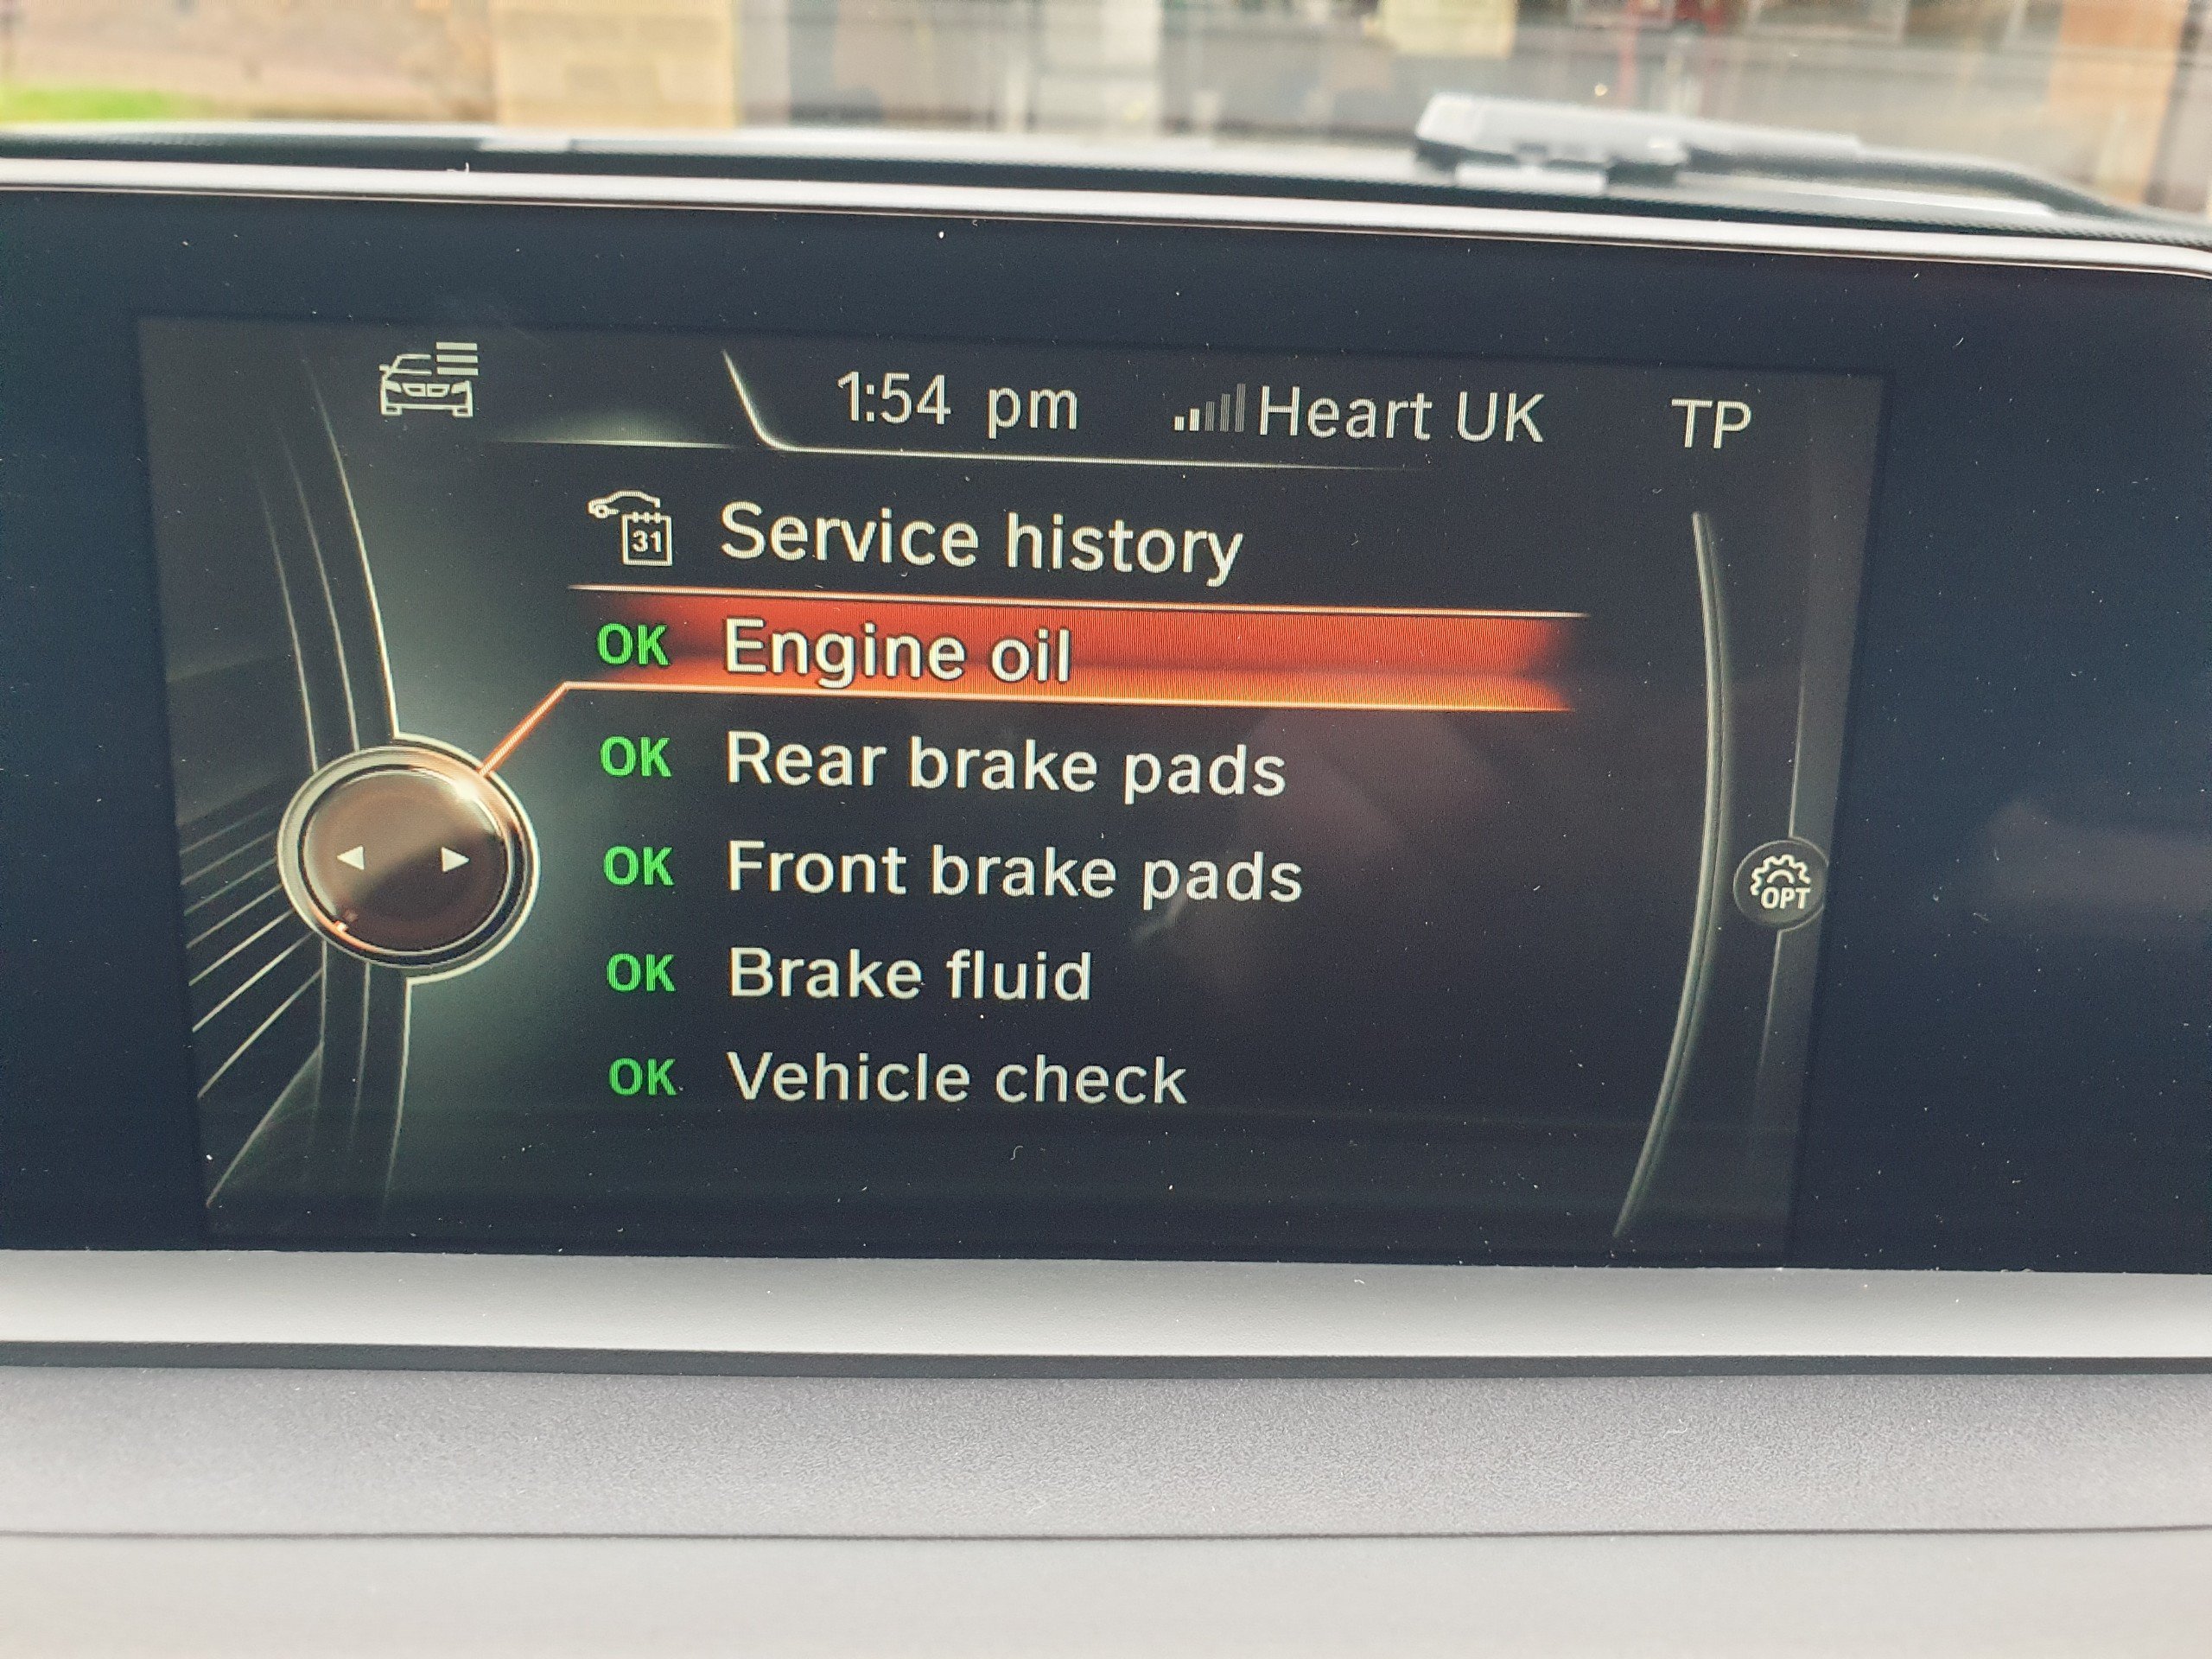 1:54 pm Heart UK TP
31 Service history
OK Engine oil
OK Rear brake pads
OK Front brake pads
OPT
OK Brake fluid
OK Vehicle check